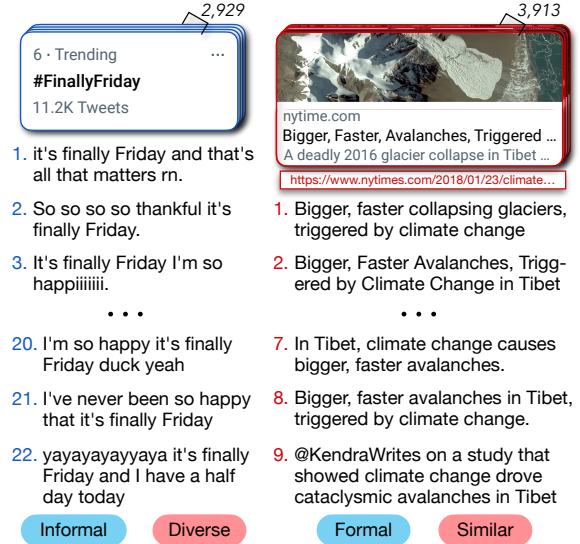 2,929
6 · Trending ...
#FinallyFriday
11.2K Tweets
1. it's finally Friday and that's
all that matters rn.
2. So so so so thankful it's
finally Friday.
3. It's finally Friday I'm so
happiiiiiii.
• • •
20. I'm so happy it's finally
Friday duck yeah
21. I've never been so happy
that it's finally Friday
22. yayayayayyaya it's finally
Friday and I have a half
day today
Informal
Diverse
3,913
nytime.com
Bigger, Faster, Avalanches, Triggered ...
A deadly 2016 glacier collapse in Tibet ...
https://www.nytimes.com/2018/01/23/climate...
1. Bigger, faster collapsing glaciers,
triggered by climate change
2. Bigger, Faster Avalanches, Trigg-
ered by Climate Change in Tibet
• • •
7. In Tibet, climate change causes
bigger, faster avalanches.
8. Bigger, faster avalanches in Tibet,
triggered by climate change.
9. @KendraWrites on a study that
showed climate change drove
cataclysmic avalanches in Tibet
Formal
Similar